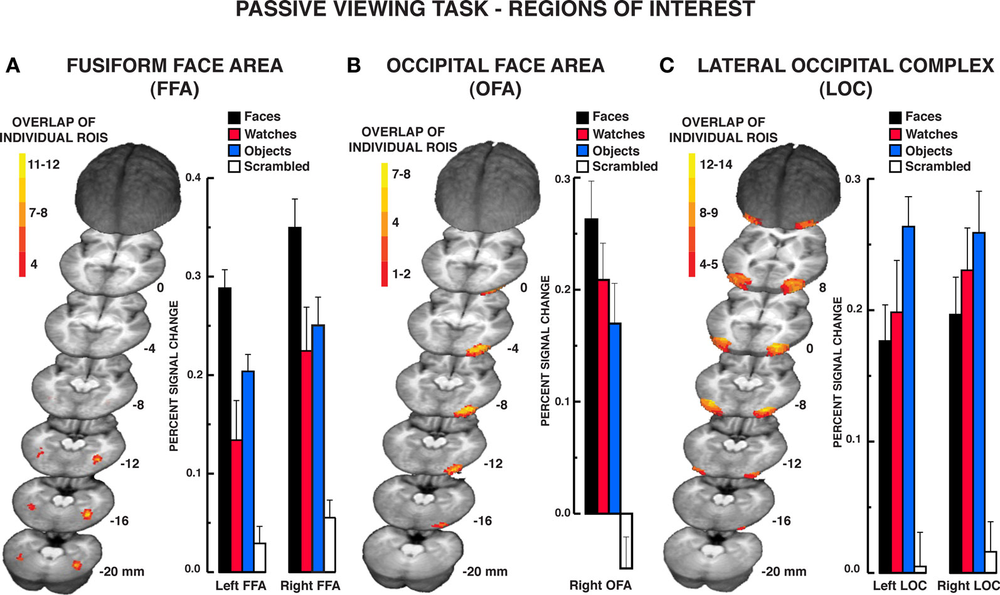 PASSIVE VIEWING TASK - REGIONS OF INTEREST
A
FUSIFORM FACE AREA
(FFA)
OVERLAP OF
INDIVIDUAL ROIS
11-12
7-8
4
0
-4
-8
-12
-16
-20 mm
Faces
Watches
Objects
Scrambled
PERCENT SIGNAL CHANGE
0.4
0.3
0.2
0.1
0.0
Left FFA
Right FFA
B
OCCIPITAL FACE AREA
(OFA)
OVERLAP OF
INDIVIDUAL ROIS
7-8
4
1-2
0
-4
-8
-12
-16
-20 mm
Faces
Watches
Objects
Scrambled
PERCENT SIGNAL CHANGE
0.3
0.2
0.1
0.0
Right OFA
C
LATERAL OCCIPITAL COMPLEX
(LOC)
OVERLAP OF
INDIVIDUAL ROIS
12-14
8-9
4-5
8
0
-8
-12
-16
-20 mm
Faces
Watches
Objects
Scrambled
PERCENT SIGNAL CHANGE
0.3
0.2
0.1
0.0
Left LOC
Right LOC